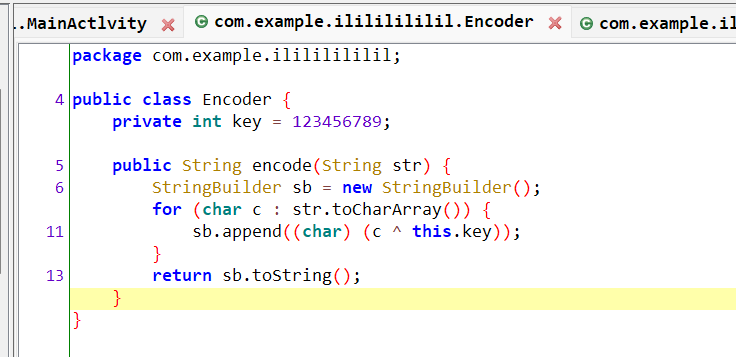 .MainActlvity com.example.ilililililil.Encoder com.example.il
package com.example.ilililililil;
4 public class Encoder {
private int key = 123456789;
5 public String encode(String str) {
6 StringBuilder sb = new StringBuilder();
for (char c : str.toCharArray()) {
11 sb.append((char) (c ^ this.key));
}
13 return sb.toString();
}
}